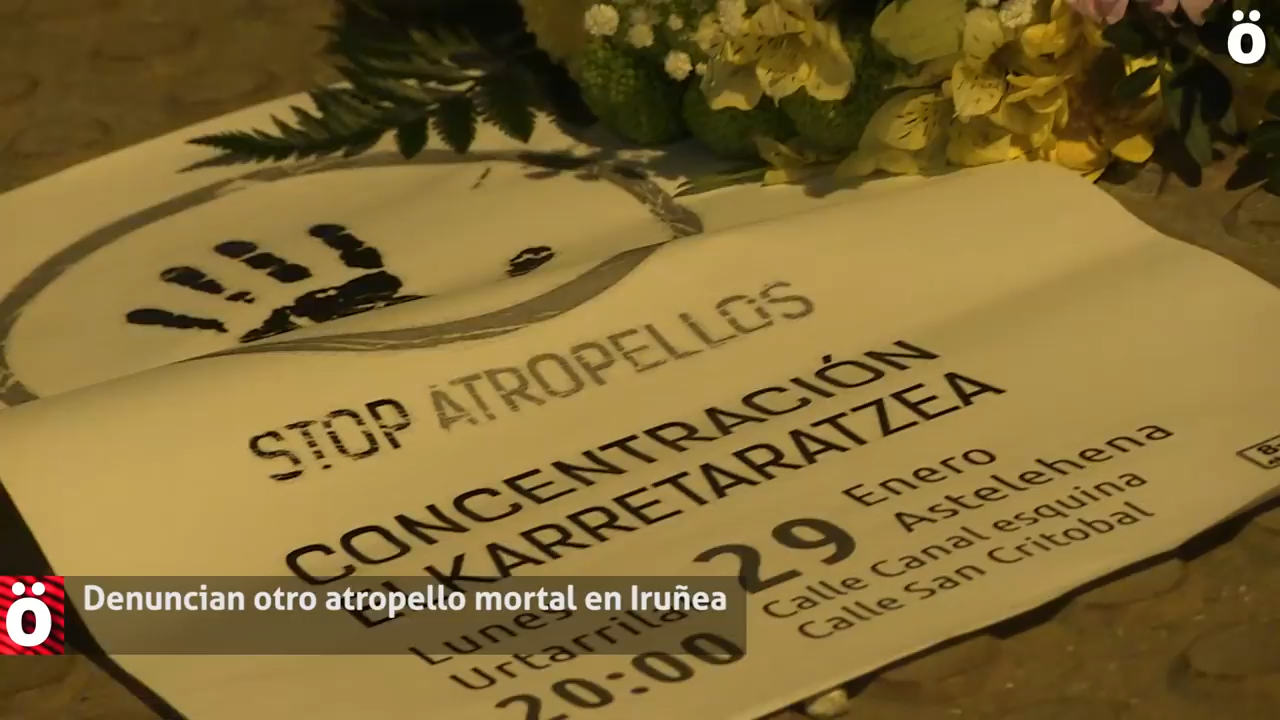 ö
STOP ATROPELLOS
CONCENTRACIÓN
ELKARRETARATZEA
Lunes 29 Enero
Urtarrila Astelehena
20:00 Calle Canal esquina
Calle San Critobal
ö Denuncian otro atropello mortal en Iruñea